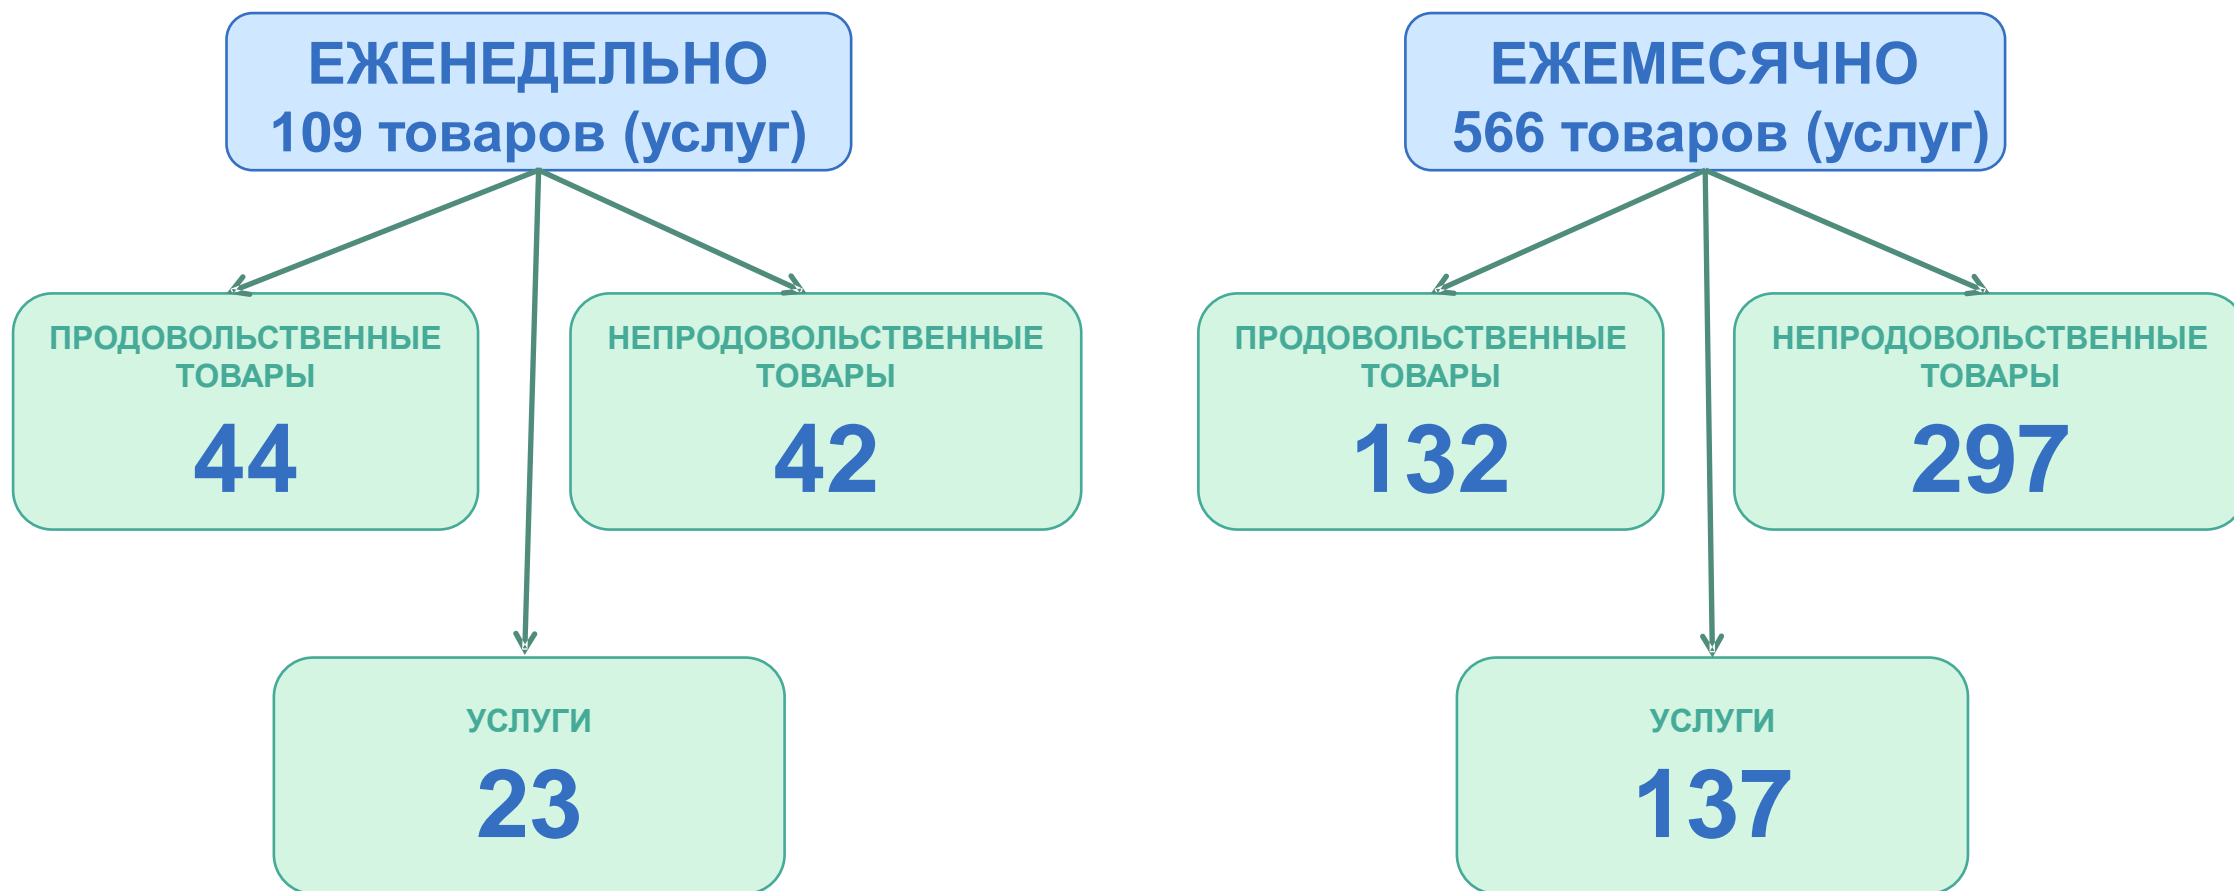 ЕЖЕНЕДЕЛЬНО
109 товаров (услуг)
ПРОДОВОЛЬСТВЕННЫЕ
ТОВАРЫ
44
НЕПРОДОВОЛЬСТВЕННЫЕ
ТОВАРЫ
42
УСЛУГИ
23
ЕЖЕМЕСЯЧНО
566 товаров (услуг)
ПРОДОВОЛЬСТВЕННЫЕ
ТОВАРЫ
132
НЕПРОДОВОЛЬСТВЕННЫЕ
ТОВАРЫ
297
УСЛУГИ
137